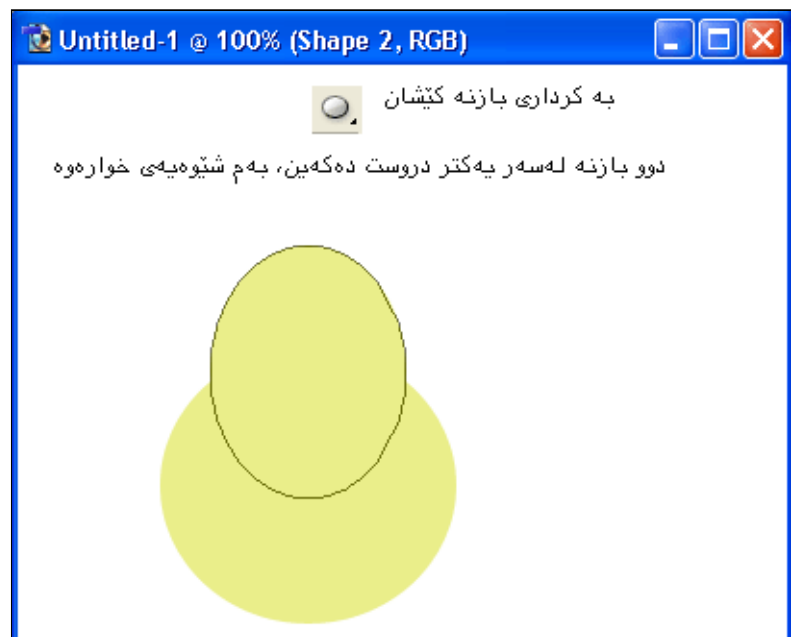 Untitled-1 @ 100% (Shape 2, RGB)
بە کرداری بازنە کێشان
دوو بازنە لەسەر یەکتر دروست دەکەین، بەم شێوەیەی خوارەوە